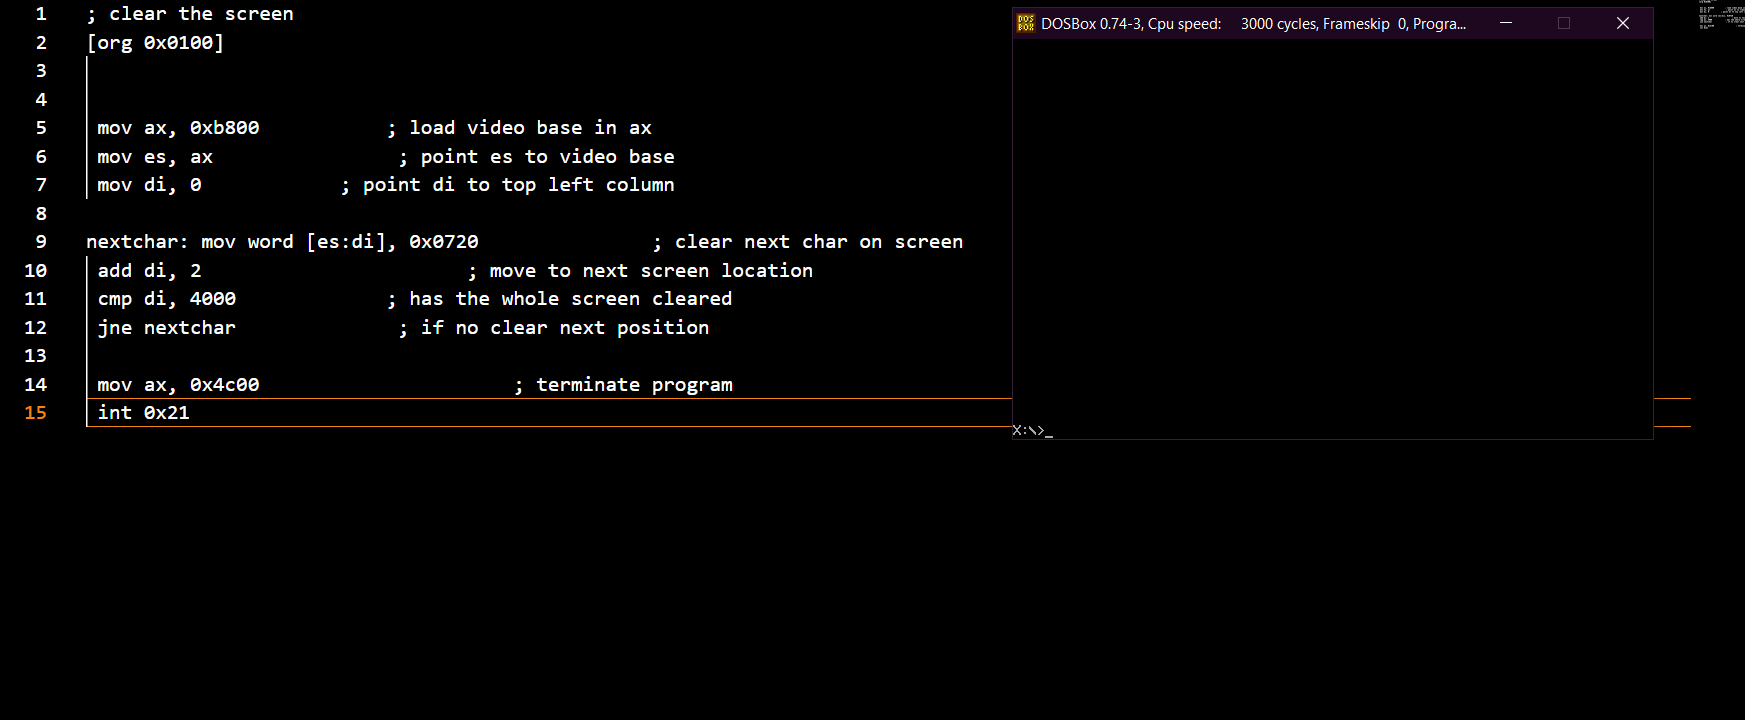 1 ; clear the screen
2 [org 0x0100]
3
4
5 mov ax, 0xb800 ; load video base in ax
6 mov es, ax ; point es to video base
7 mov di, 0 ; point di to top left column
8
9 nextchar: mov word [es:di], 0x0720 ; clear next char on screen
10 add di, 2 ; move to next screen location
11 cmp di, 4000 ; has the whole screen cleared
12 jne nextchar ; if no clear next position
13
14 mov ax, 0x4c00 ; terminate program
15 int 0x21
DOS BOX
DOSBox 0.74-3, Cpu speed: 3000 cycles, Frameskip 0, Progra...
X:\>_